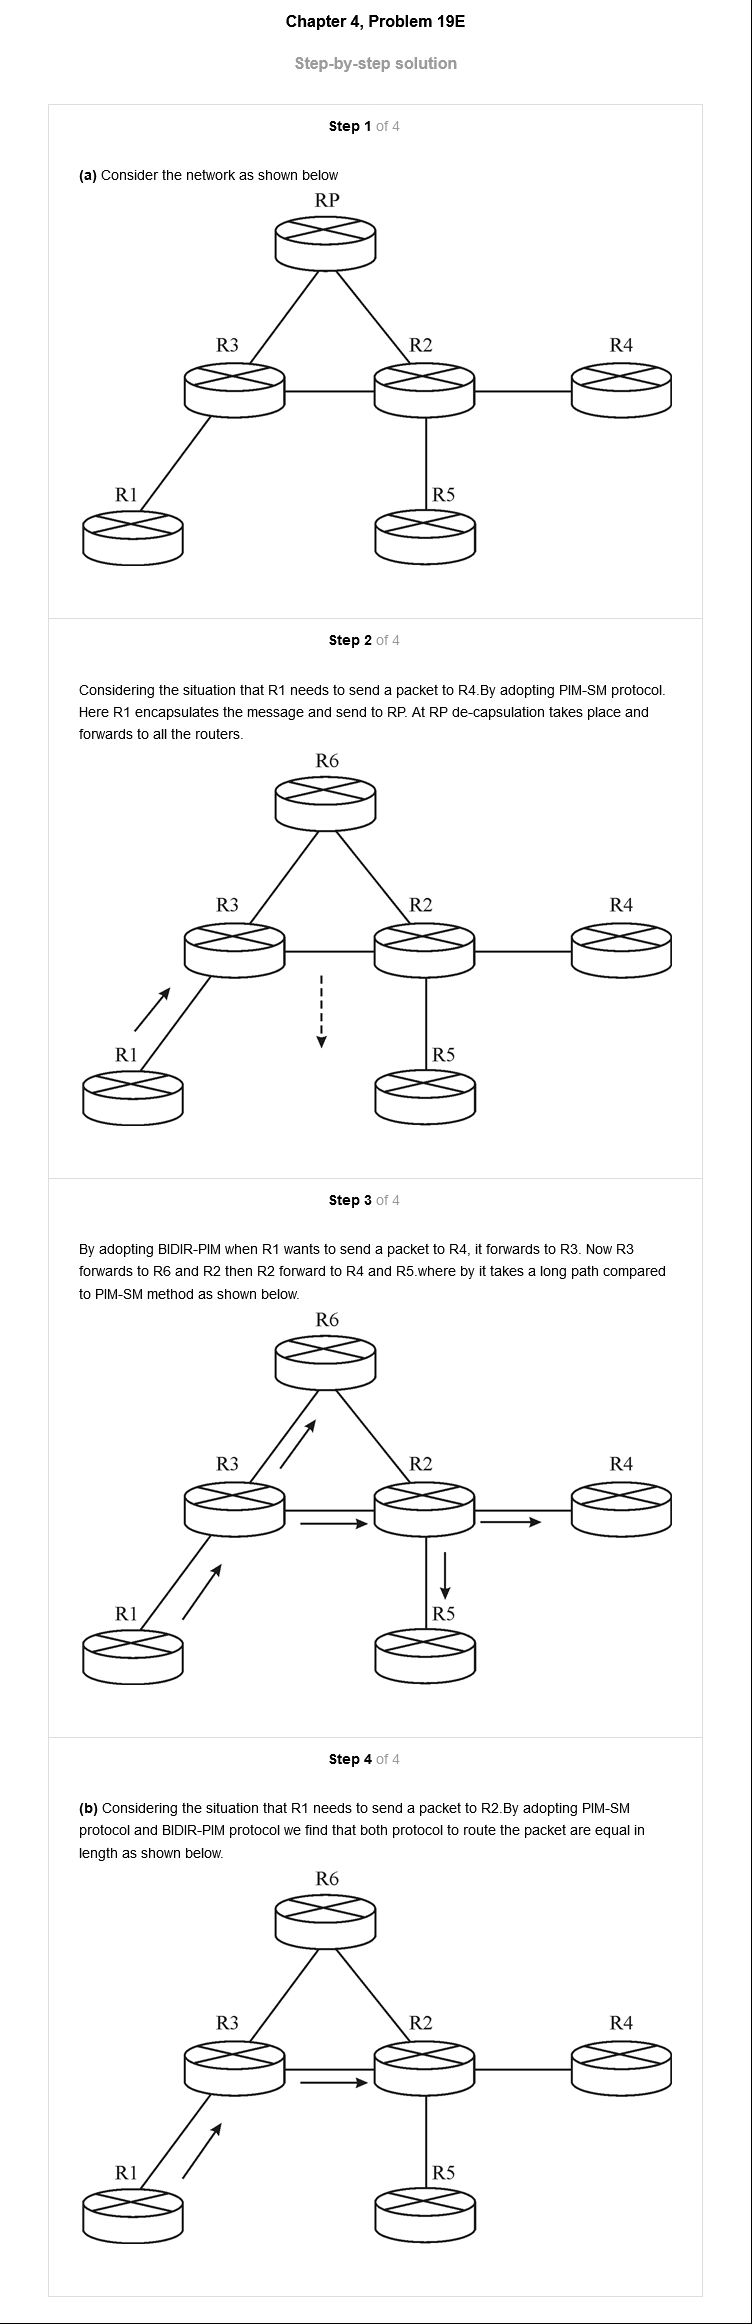 Chapter 4, Problem 19E
Step-by-step solution
Step 1 of 4
(a) Consider the network as shown below
RP
R3 R2 R4
R1 R5
Step 2 of 4
Considering the situation that R1 needs to send a packet to R4.By adopting PIM-SM protocol.
Here R1 encapsulates the message and send to RP. At RP de-capsulation takes place and
forwards to all the routers.
R6
R3 R2 R4
R1 R5
Step 3 of 4
By adopting BIDIR-PIM when R1 wants to send a packet to R4, it forwards to R3. Now R3
forwards to R6 and R2 then R2 forward to R4 and R5.where by it takes a long path compared
to PIM-SM method as shown below.
R6
R3 R2 R4
R1 R5
Step 4 of 4
(b) Considering the situation that R1 needs to send a packet to R2.By adopting PIM-SM
protocol and BIDIR-PIM protocol we find that both protocol to route the packet are equal in
length as shown below.
R6
R3 R2 R4
R1 R5